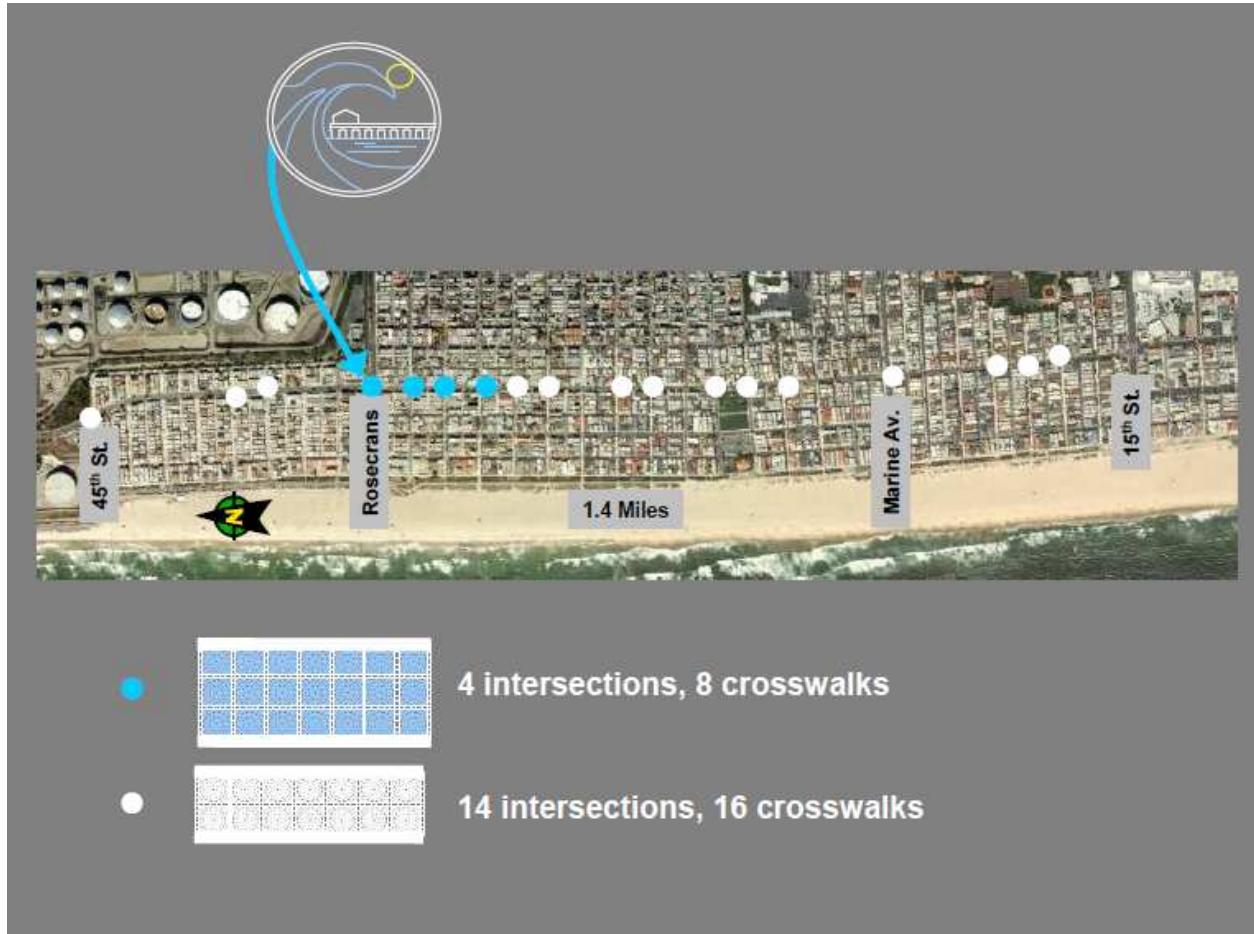 45th St.
Rosecrans
1.4 Miles
Marine Av.
15th St.
N
4 intersections, 8 crosswalks
14 intersections, 16 crosswalks